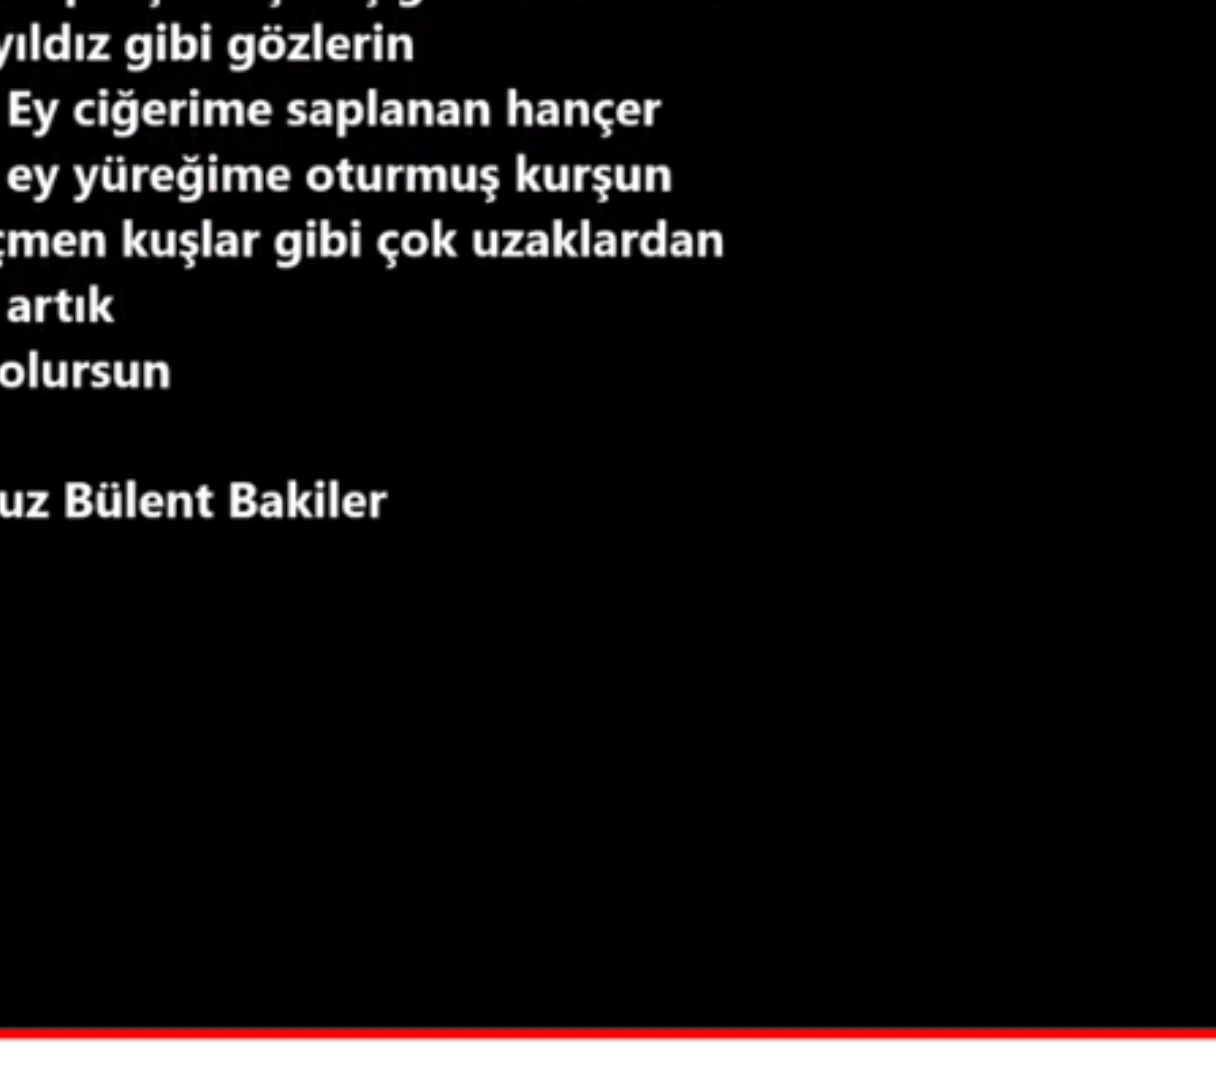 yıldız gibi gözlerin
Ey ciğerime saplanan hançer
ey yüreğime oturmuş kurşun
çmen kuşlar gibi çok uzaklardan
artık
olursun
uz Bülent Bakiler